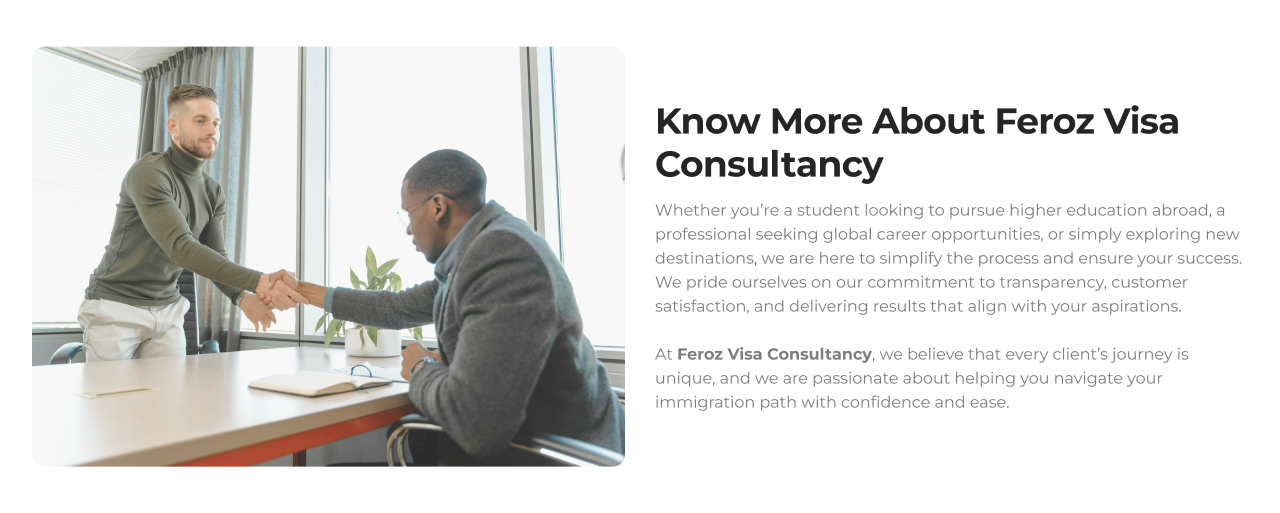 Know More About Feroz Visa
Consultancy
Whether you’re a student looking to pursue higher education abroad, a
professional seeking global career opportunities, or simply exploring new
destinations, we are here to simplify the process and ensure your success.
We pride ourselves on our commitment to transparency, customer
satisfaction, and delivering results that align with your aspirations.
At Feroz Visa Consultancy, we believe that every client’s journey is
unique, and we are passionate about helping you navigate your
immigration path with confidence and ease.